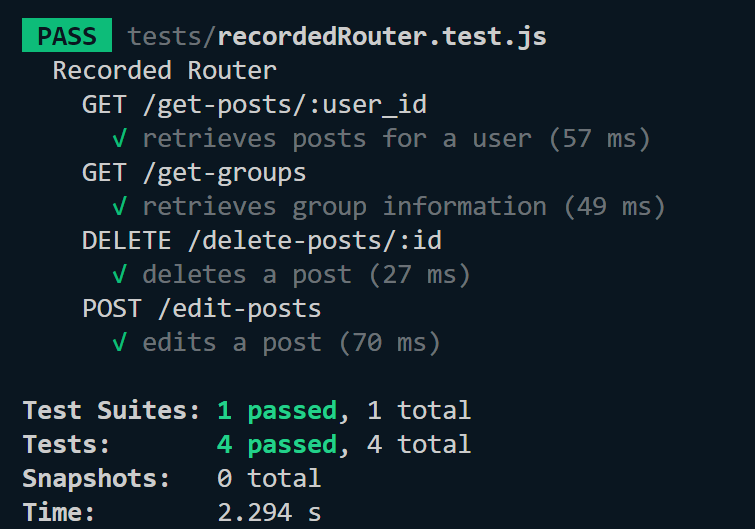 PASS tests/recordedRouter.test.js
Recorded Router
GET /get-posts/:user_id
√ retrieves posts for a user (57 ms)
GET /get-groups
√ retrieves group information (49 ms)
DELETE /delete-posts/:id
√ deletes a post (27 ms)
POST /edit-posts
√ edits a post (70 ms)
Test Suites: 1 passed, 1 total
Tests: 4 passed, 4 total
Snapshots: 0 total
Time: 2.294 s